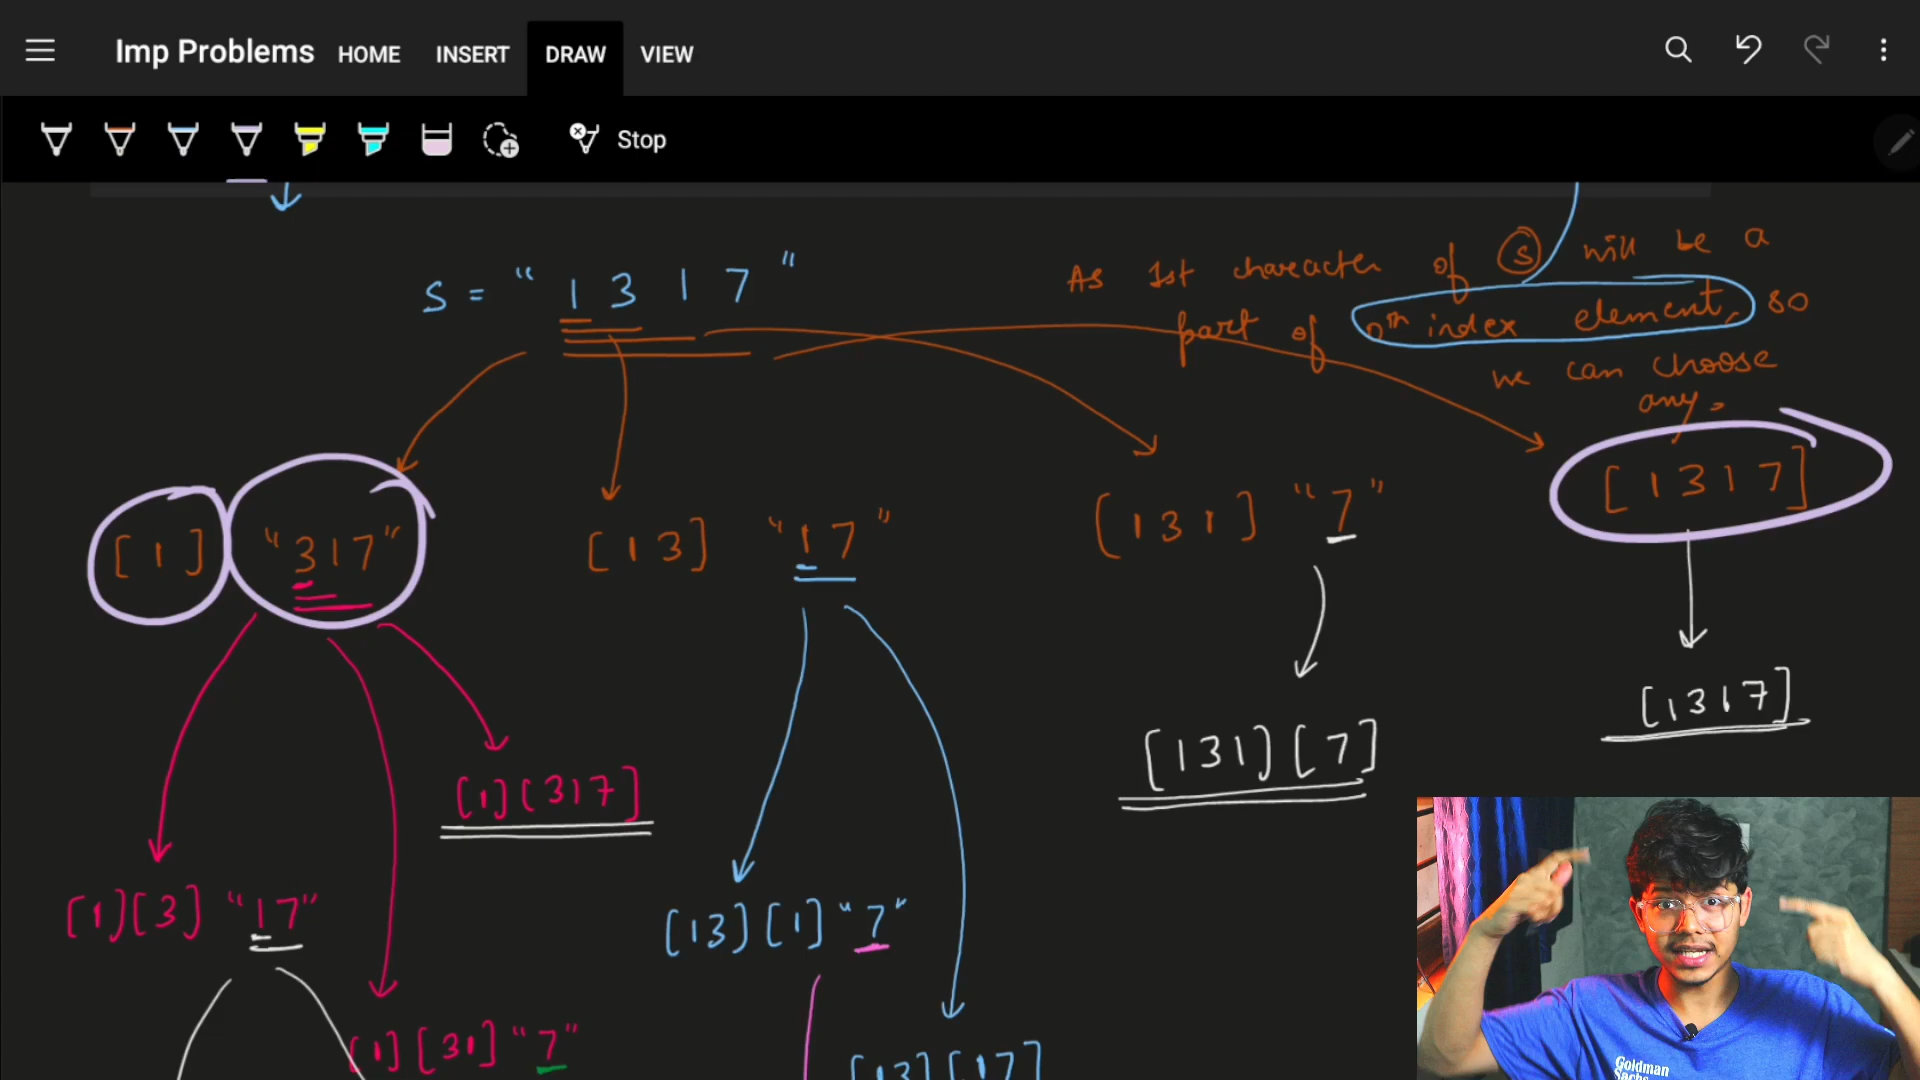 Imp Problems HOME INSERT DRAW VIEW
Stop
S = " 1 3 1 7 "
As 1st character of (S) will be a
part of 0th index element, so
we can choose
any.
[ 1 ] " 3 1 7 "
[ 1 3 ] " 1 7 "
[ 1 3 1 ] " 7 "
[ 1 3 1 7 ]
[ 1 3 1 7 ]
[ 1 3 1 ] [ 7 ]
[ 1 ] [ 3 1 7 ]
[ 1 ] [ 3 ] " 1 7 "
[ 1 3 ] [ 1 ] " 7 "
[ 1 ] [ 3 1 ] " 7 "
[ 1 3 ] [ 1 7 ]
Goldman
Sachs